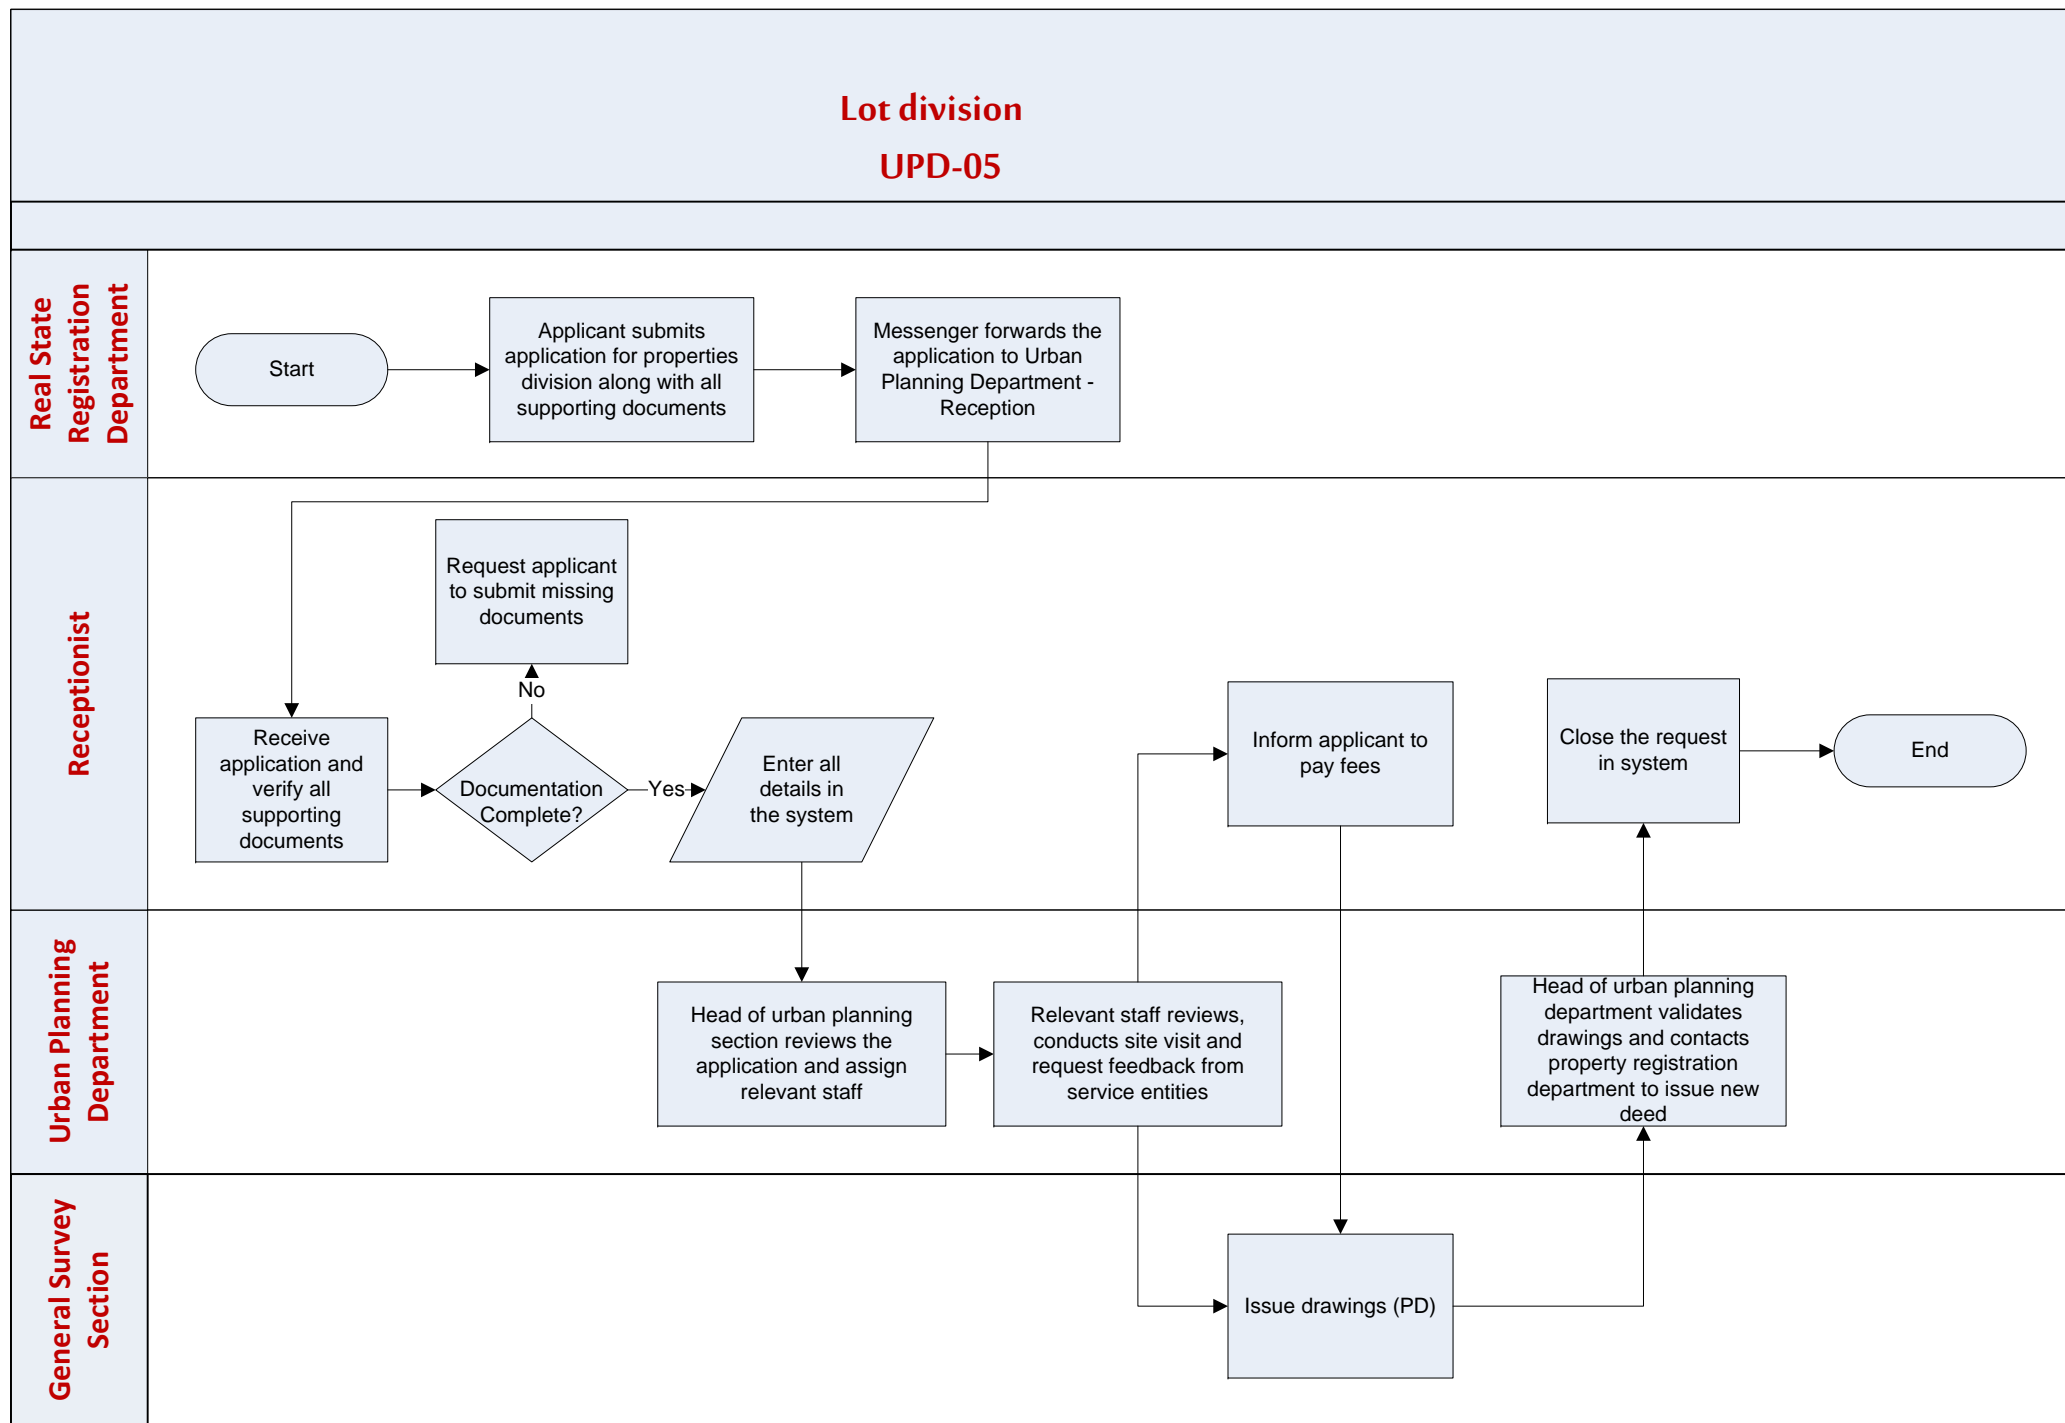 Lot division
UPD-05
Real State
Registration
Department
Start
Applicant submits
application for properties
division along with all
supporting documents
Messenger forwards the
application to Urban
Planning Department -
Reception
Receptionist
Request applicant
to submit missing
documents
No
Receive
application and
verify all
supporting
documents
Documentation
Complete?
Yes
Enter all
details in
the system
Inform applicant to
pay fees
Close the request
in system
End
Urban Planning
Department
Head of urban planning
section reviews the
application and assign
relevant staff
Relevant staff reviews,
conducts site visit and
request feedback from
service entities
Head of urban planning
department validates
drawings and contacts
property registration
department to issue new
deed
General Survey
Section
Issue drawings (PD)